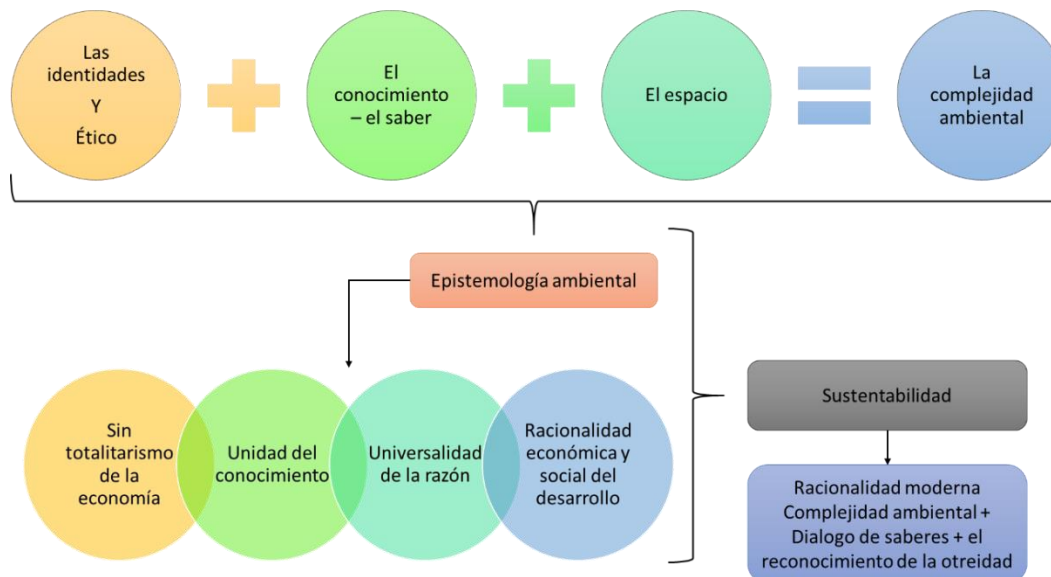 Las
identidades
Y
Ético
El
conocimiento
– el saber
El espacio
La
complejidad
ambiental
Epistemología ambiental
Sin
totalitarismo
de la
economía
Unidad del
conocimiento
Universalidad
de la razón
Racionalidad
económica y
social del
desarrollo
Sustentabilidad
Racionalidad moderna
Complejidad ambiental +
Dialogo de saberes + el
reconocimiento de la otreidad